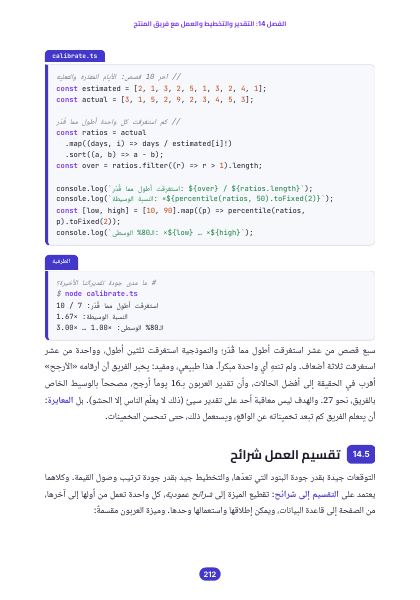 الفصل 14: التقدير والتخطيط والعمل مع فريق المنتج
calibrate.ts
// آخر 10 قصص: الأيام المقدرة والفعلية
const estimated = [2, 1, 3, 2, 5, 1, 3, 2, 4, 1];
const actual = [3, 1, 5, 2, 9, 2, 3, 4, 5, 3];
// كم استغرقت كل واحدة أطول مما قُدّر
const ratios = actual
.map((days, i) => days / estimated[i]!)
.sort((a, b) => a - b);
const over = ratios.filter((r) => r > 1).length;
console.log(`استغرقت أطول مما قُدّر: ${over} / ${ratios.length}`);
console.log(`النسبة الوسيطة: ×${percentile(ratios, 50).toFixed(2)}`);
const [low, high] = [10, 90].map((p) => percentile(ratios,
p).toFixed(2));
console.log(`الـ80% الوسطى: ×${low} … ×${high}`);
الطرفية
# ما مدى جودة تقديراتنا الأخيرة؟
$ node calibrate.ts
استغرقت أطول مما قُدّر: 7 / 10
النسبة الوسيطة: ×1.67
الـ80% الوسطى: ×1.00 … ×3.00
سبع قصص من عشر استغرقت أطول مما قُدّر؛ والنموذجية استغرقت ثلثين أطول، وواحدة من عشر
استغرقت ثلاثة أضعاف. ولم تنتهِ أي واحدة مبكراً. هذا طبيعي، ومفيد: يخبر الفريق أن أرقامه «الأرجح»
أقرب في الحقيقة إلى أفضل الحالات، وأن تقدير العربون بـ16 يوماً أرجح، مصححاً بالوسيط الخاص
بالفريق، نحو 27. والهدف ليس معاقبة أحد على تقدير سيئ (ذلك لا يعلّم الناس إلا الحشو). بل المعايرة:
أن يتعلم الفريق كم تبعد تخميناته عن الواقع، ويستعمل ذلك، حتى تتحسن التخمينات.
14.5 تقسيم العمل شرائح
التوقعات جيدة بقدر جودة البنود التي تعدّها، والتخطيط جيد بقدر جودة ترتيب وصول القيمة. وكلاهما
يعتمد على التقسيم إلى شرائح: تقطيع الميزة إلى شرائح عمودية، كل واحدة تعمل من أولها إلى آخرها،
من الصفحة إلى قاعدة البيانات، ويمكن إطلاقها واستعمالها وحدها. وميزة العربون مقسمةً:
212